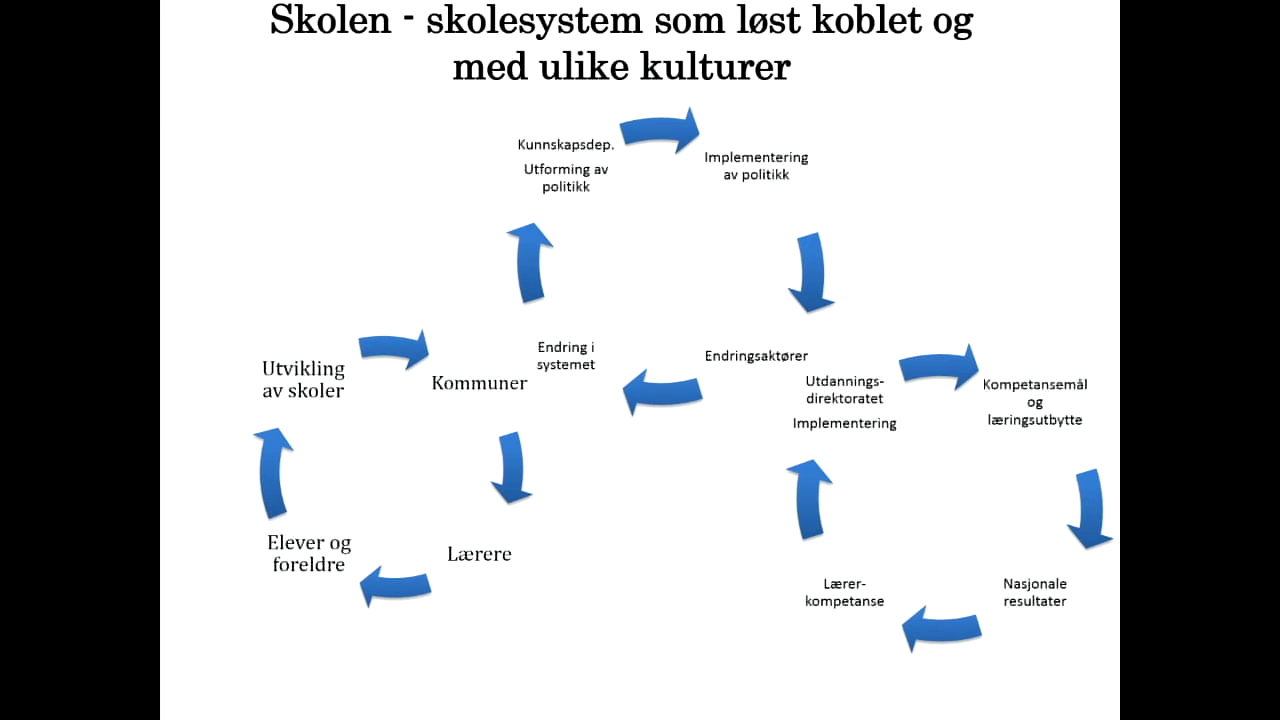 Skolen - skolesystem som løst koblet og
med ulike kulturer
Kunnskapsdep.
Utforming av
politikk
Implementering
av politikk
Endringsaktører
Endring i
systemet
Utdannings-
direktoratet
Implementering
Kompetansemål
og
læringsutbytte
Nasjonale
resultater
Lærer-
kompetanse
Utvikling
av skoler
Kommuner
Lærere
Elever og
foreldre